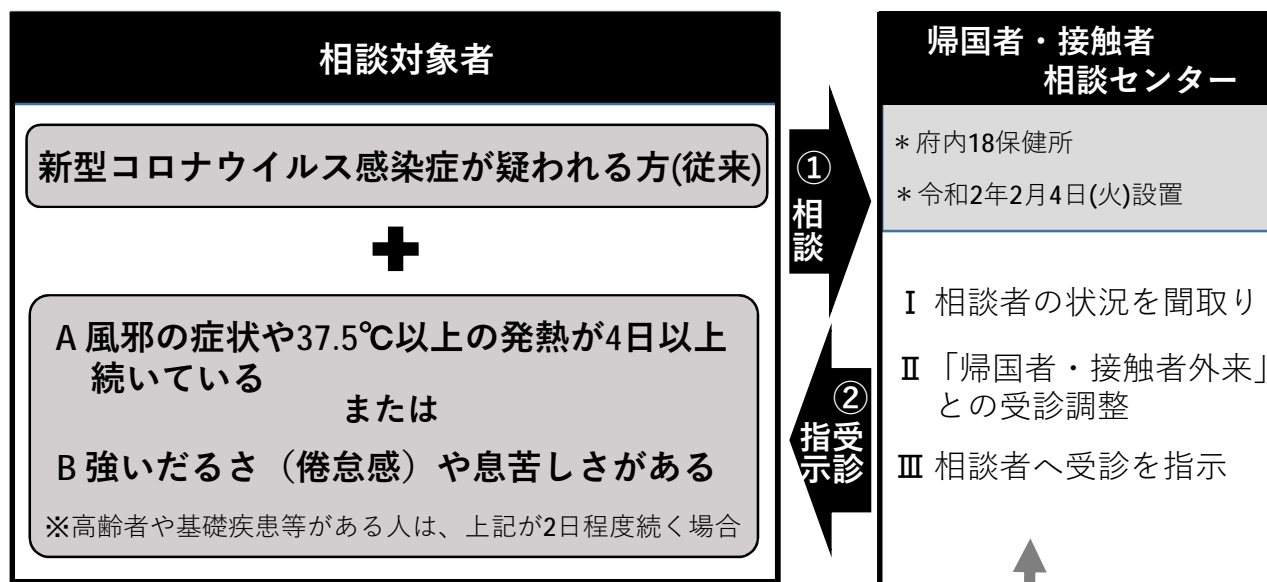 相談対象者
新型コロナウイルス感染症が疑われる方(従来)
A 風邪の症状や37.5℃以上の発熱が4日以上
続いている
または
B 強いだるさ（倦怠感）や息苦しさがある
※高齢者や基礎疾患等がある人は、上記が2日程度続く場合
①
相談
②
受診
指示
帰国者・接触者
相談センター
＊府内18保健所
＊令和2年2月4日(火)設置
Ⅰ 相談者の状況を聞取り
Ⅱ 「帰国者・接触者外来」
との受診調整
Ⅲ 相談者へ受診を指示